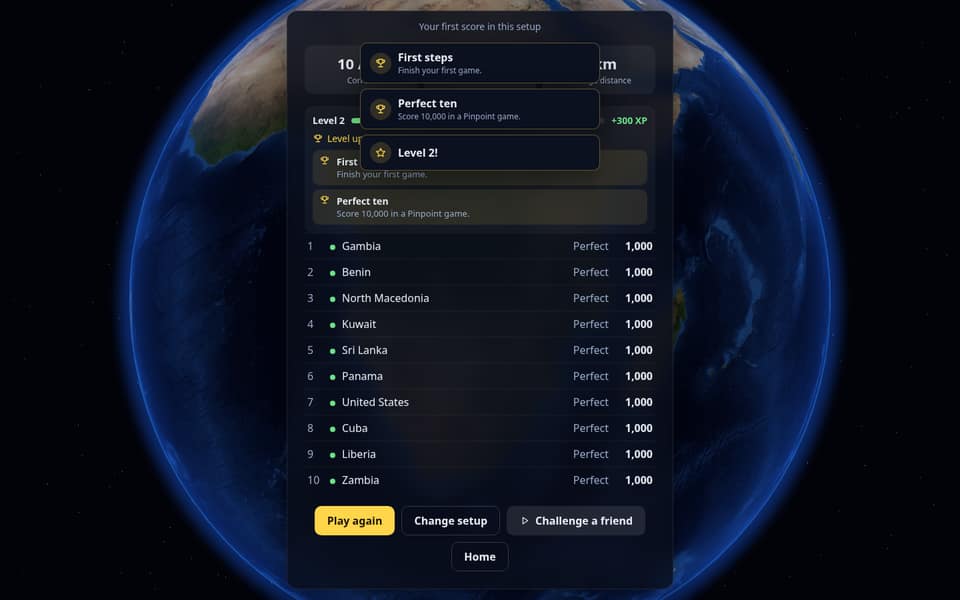 Your first score in this setup
First steps
Finish your first game.
10
km
distance
Perfect ten
Score 10,000 in a Pinpoint game.
Level 2
+300 XP
Level up
Level 2!
First
Finish your first game.
Perfect ten
Score 10,000 in a Pinpoint game.
1 Gambia Perfect 1,000
2 Benin Perfect 1,000
3 North Macedonia Perfect 1,000
4 Kuwait Perfect 1,000
5 Sri Lanka Perfect 1,000
6 Panama Perfect 1,000
7 United States Perfect 1,000
8 Cuba Perfect 1,000
9 Liberia Perfect 1,000
10 Zambia Perfect 1,000
Play again
Change setup
Challenge a friend
Home